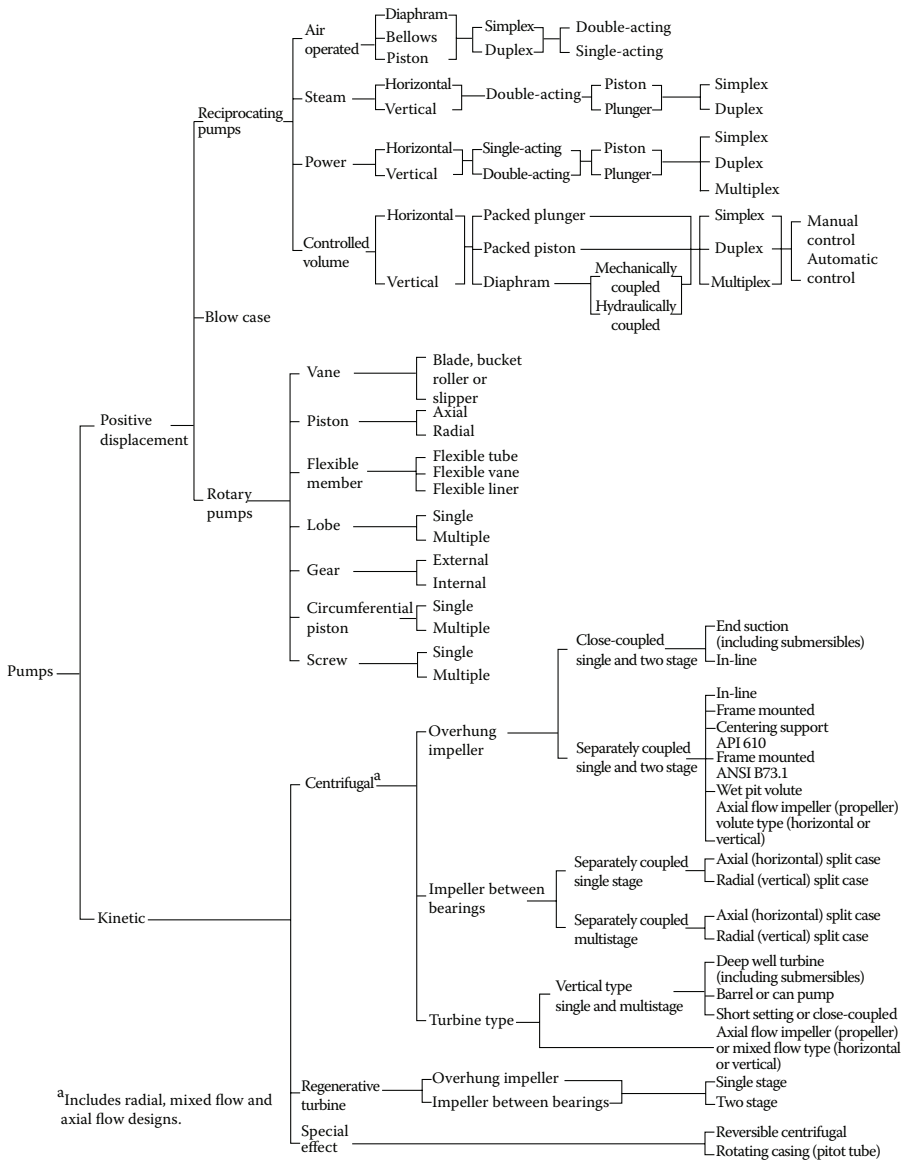 Pumps
Positive
displacement
Reciprocating
pumps
Air
operated
Diaphram
Bellows
Piston
Simplex
Duplex
Double-acting
Single-acting
Steam
Horizontal
Vertical
Double-acting
Piston
Plunger
Simplex
Duplex
Power
Horizontal
Vertical
Single-acting
Double-acting
Piston
Plunger
Simplex
Duplex
Multiplex
Controlled
volume
Horizontal
Vertical
Packed plunger
Packed piston
Diaphram
Mechanically
coupled
Hydraulically
coupled
Simplex
Duplex
Multiplex
Manual
control
Automatic
control
Blow case
Rotary
pumps
Vane
Blade, bucket
roller or
slipper
Piston
Axial
Radial
Flexible
member
Flexible tube
Flexible vane
Flexible liner
Lobe
Single
Multiple
Gear
External
Internal
Circumferential
piston
Single
Multiple
Screw
Single
Multiple
Kinetic
Centrifugal^a
Overhung
impeller
Close-coupled
single and two stage
End suction
(including submersibles)
In-line
Separately coupled
single and two stage
In-line
Frame mounted
Centering support
API 610
Frame mounted
ANSI B73.1
Wet pit volute
Axial flow impeller (propeller)
volute type (horizontal or
vertical)
Impeller between
bearings
Separately coupled
single stage
Axial (horizontal) split case
Radial (vertical) split case
Separately coupled
multistage
Axial (horizontal) split case
Radial (vertical) split case
Turbine type
Vertical type
single and multistage
Deep well turbine
(including submersibles)
Barrel or can pump
Short setting or close-coupled
Axial flow impeller (propeller)
or mixed flow type (horizontal
or vertical)
Regenerative
turbine
Overhung impeller
Impeller between bearings
Single stage
Two stage
Special
effect
Reversible centrifugal
Rotating casing (pitot tube)
^aIncludes radial, mixed flow and
axial flow designs.